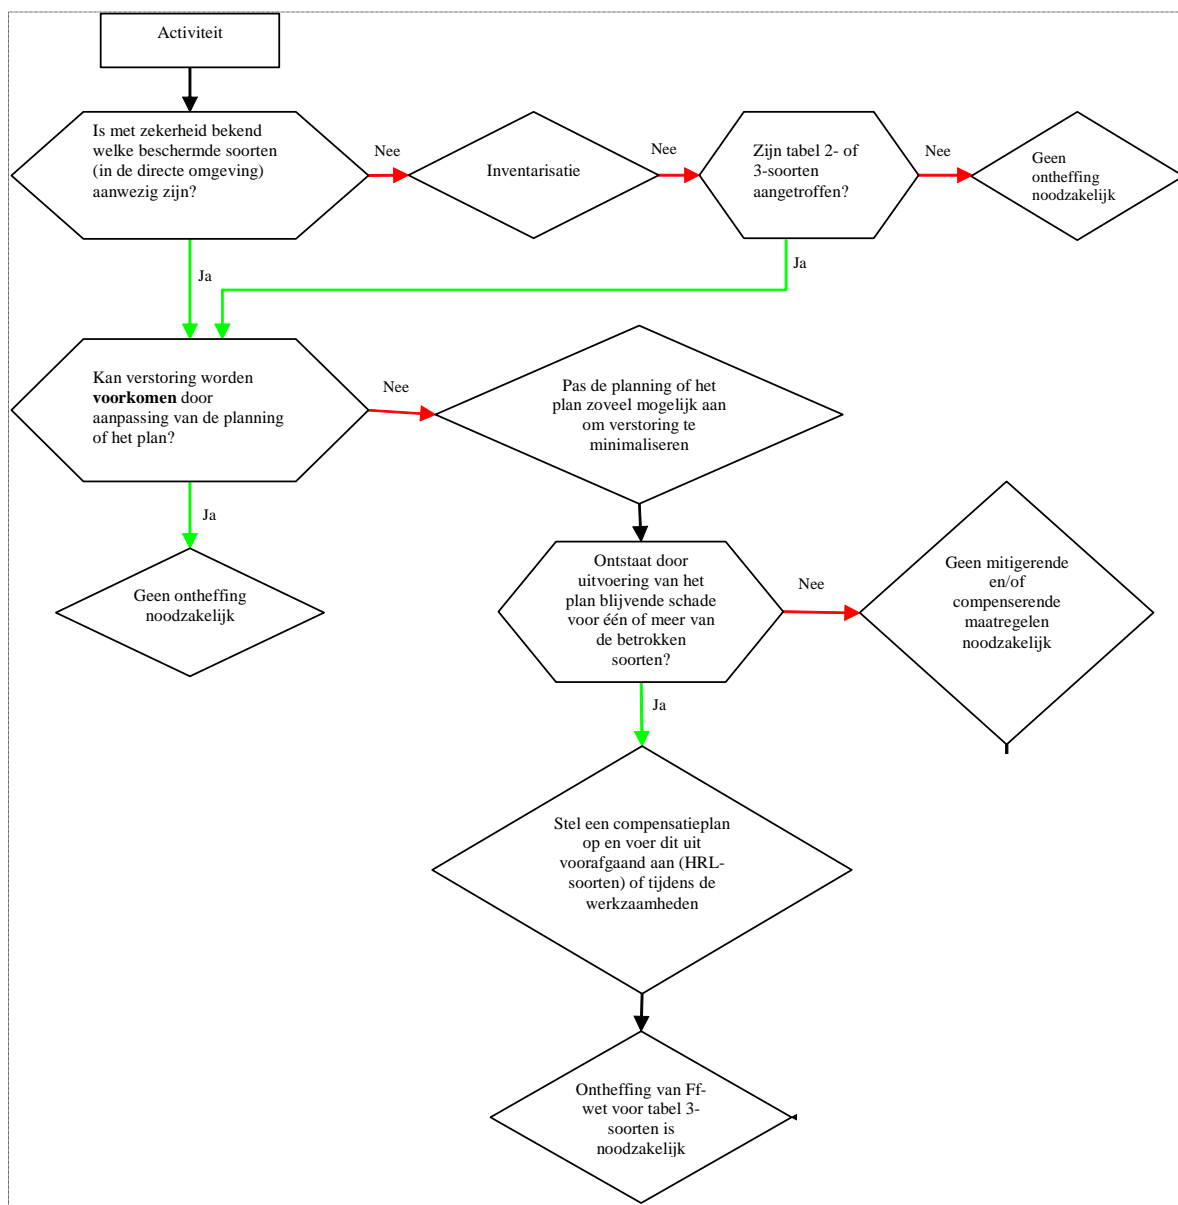 Activiteit
Is met zekerheid bekend
welke beschermde soorten
(in de directe omgeving)
aanwezig zijn?
Nee
Inventarisatie
Nee
Zijn tabel 2- of
3-soorten
aangetroffen?
Nee
Geen
ontheffing
noodzakelijk
Ja
Ja
Kan verstoring worden
voorkomen door
aanpassing van de planning
of het plan?
Nee
Pas de planning of het
plan zoveel mogelijk aan
om verstoring te
minimaliseren
Ja
Geen ontheffing
noodzakelijk
Ontstaat door
uitvoering van het
plan blijvende schade
voor één of meer van
de betrokken
soorten?
Nee
Geen mitigerende
en/of
compenserende
maatregelen
noodzakelijk
Ja
Stel een compensatieplan
op en voer dit uit
voorafgaand aan (HRL-
soorten) of tijdens de
werkzaamheden
Ontheffing van Ff-
wet voor tabel 3-
soorten is
noodzakelijk